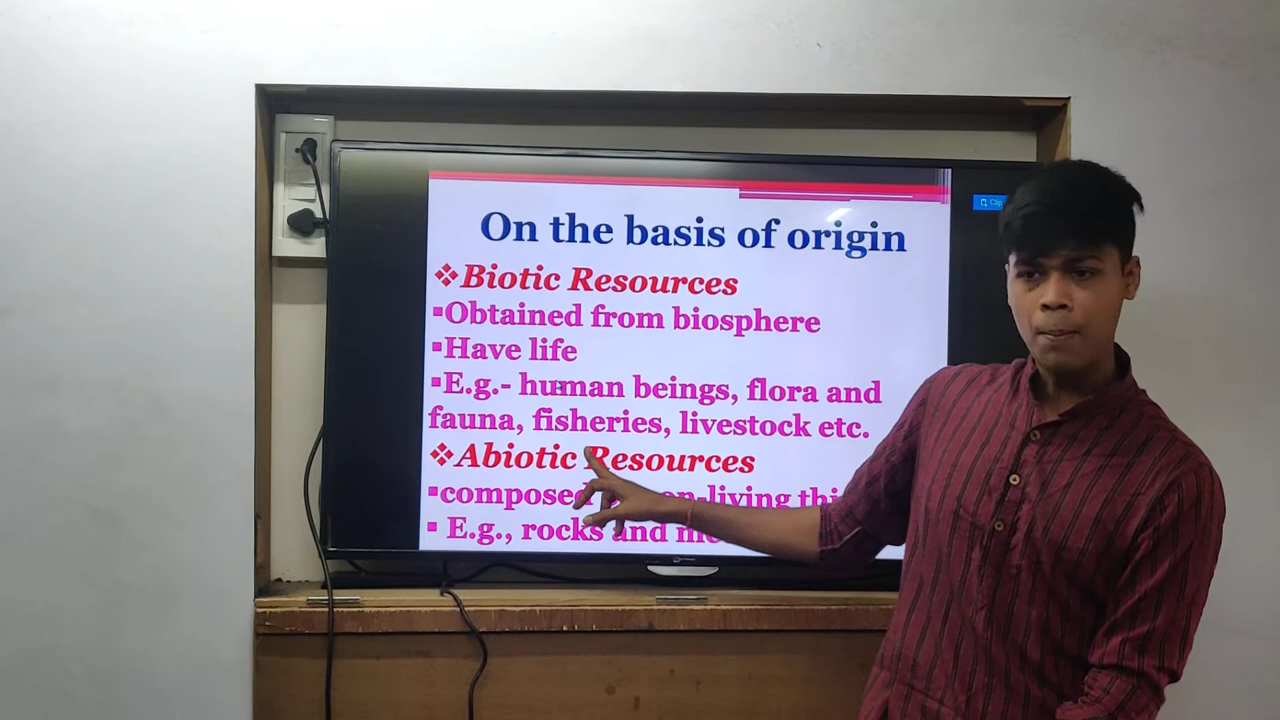 On the basis of origin
❖Biotic Resources
▪Obtained from biosphere
▪Have life
▪E.g.- human beings, flora and
fauna, fisheries, livestock etc.
❖Abiotic Resources
▪composed
▪ E.g., rocks and
Clip